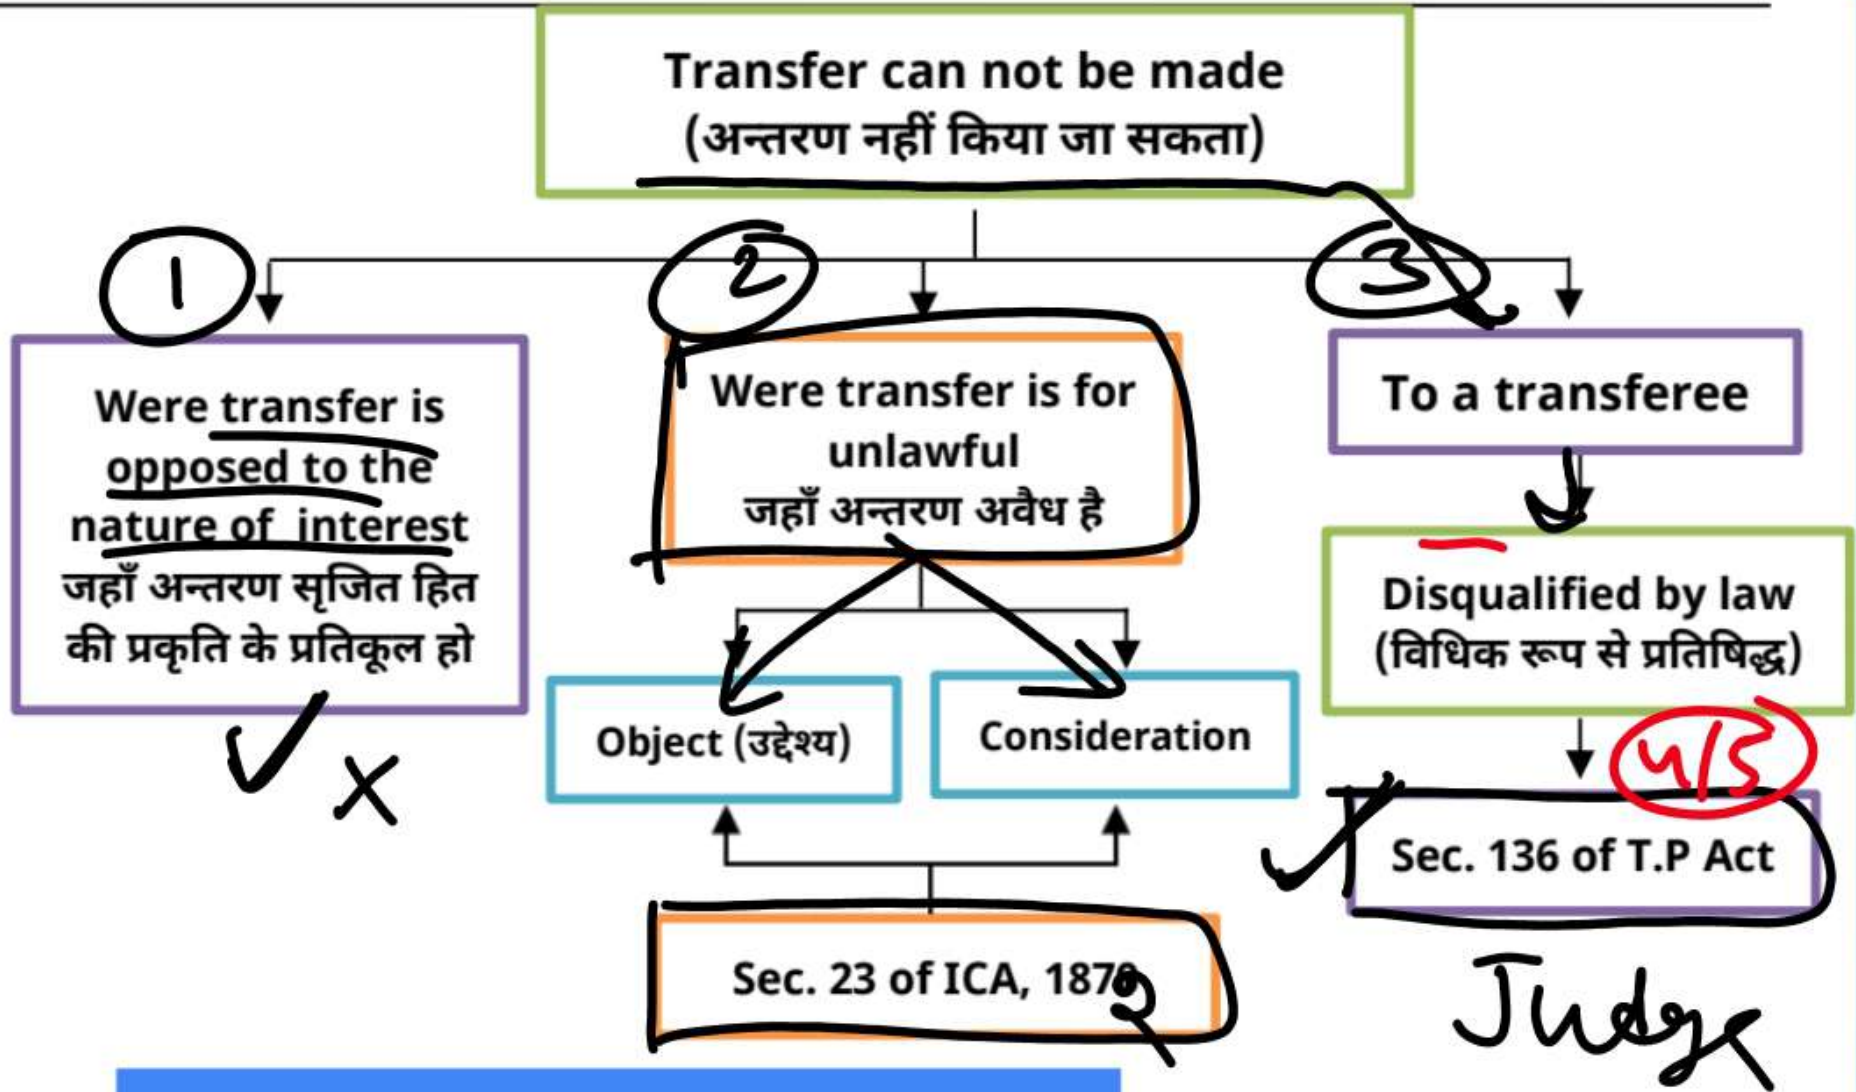 Transfer can not be made
(अन्तरण नहीं किया जा सकता)
1
2
3
Were transfer is
opposed to the
nature of interest
जहाँ अन्तरण सृजित हित
की प्रकृति के प्रतिकूल हो
Were transfer is for
unlawful
जहाँ अन्तरण अवैध है
To a transferee
Disqualified by law
(विधिक रूप से प्रतिषिद्ध)
Object (उद्देश्य)
Consideration
u/s
Sec. 136 of T.P Act
Sec. 23 of ICA, 1872
Judge